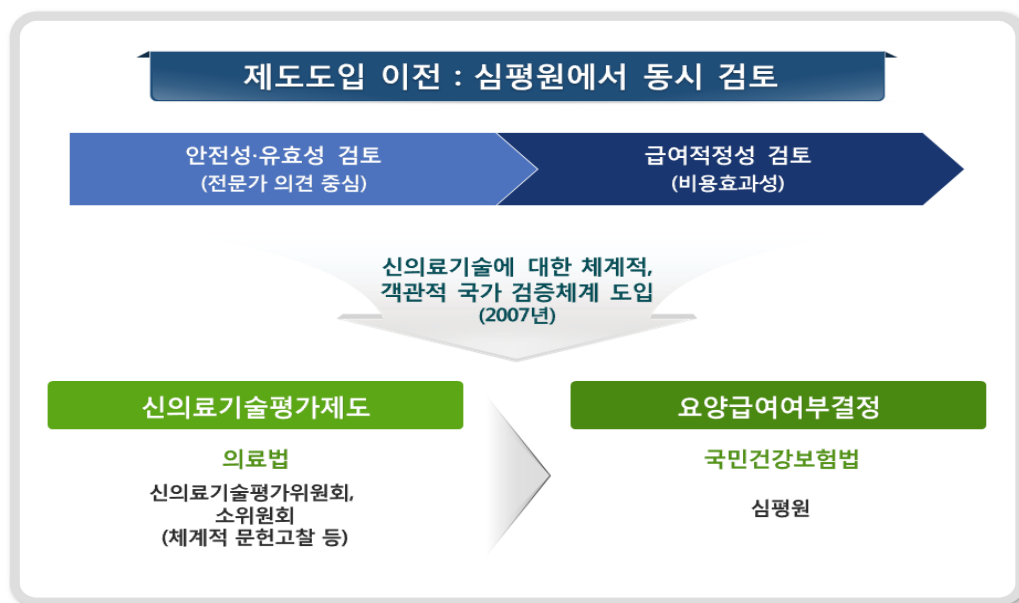 제도도입 이전 : 심평원에서 동시 검토
안전성·유효성 검토
(전문가 의견 중심)
급여적정성 검토
(비용효과성)
신의료기술에 대한 체계적,
객관적 국가 검증체계 도입
(2007년)
신의료기술평가제도
의료법
신의료기술평가위원회,
소위원회
(체계적 문헌고찰 등)
요양급여여부결정
국민건강보험법
심평원